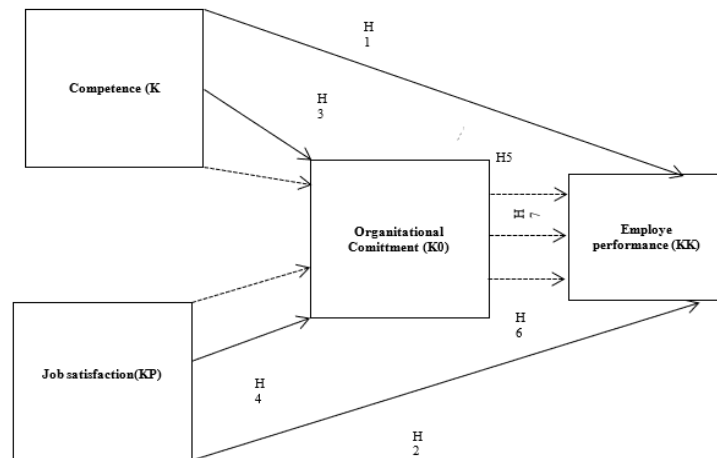 H
1
Competence (K
H
3
H5
H
7
Organitational
Comittment (K0)
Employe
performance (KK)
H
6
Job satisfaction(KP)
H
4
H
2